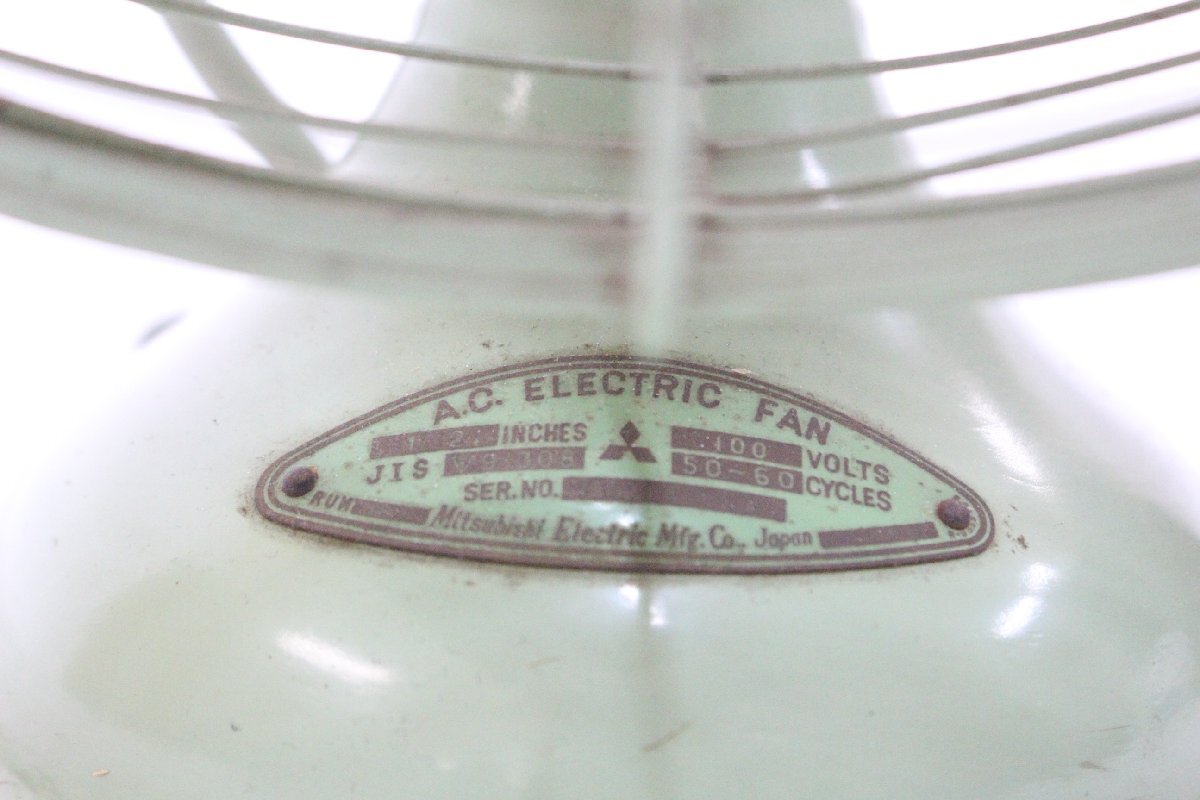 A.C. ELECTRIC FAN
12 INCHES 100 VOLTS
JIS 50-60 CYCLES
SER.NO.
Mitsubishi Electric Mfg. Co., Japan